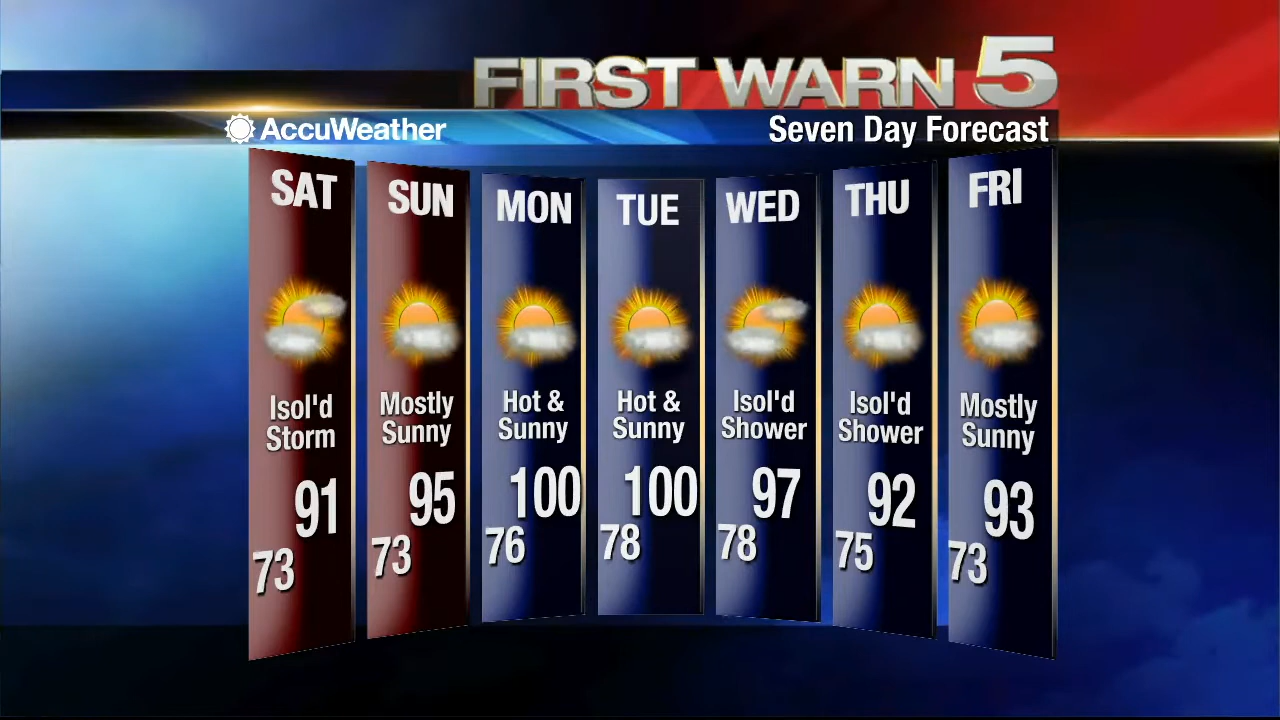 FIRST WARN 5
AccuWeather
Seven Day Forecast
SAT
Isol'd
Storm
91
73
SUN
Mostly
Sunny
95
73
MON
Hot &
Sunny
100
76
TUE
Hot &
Sunny
100
78
WED
Isol'd
Shower
97
78
THU
Isol'd
Shower
92
75
FRI
Mostly
Sunny
93
73